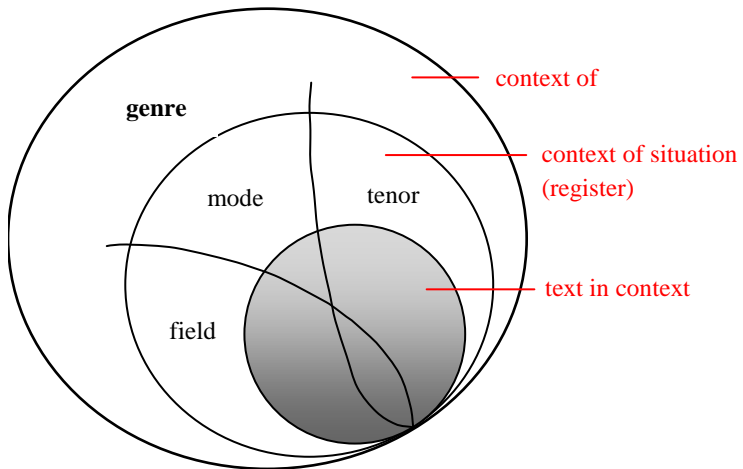 context of
genre
context of situation
(register)
mode
tenor
text in context
field